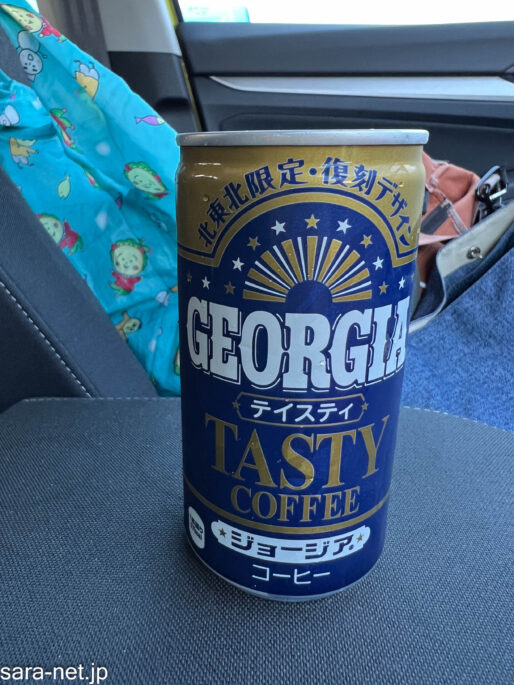 北東北限定・復刻デザイン
GEORGIA
テイスティ
TASTY
COFFEE
ジョージア
コーヒー
sara-net.jp